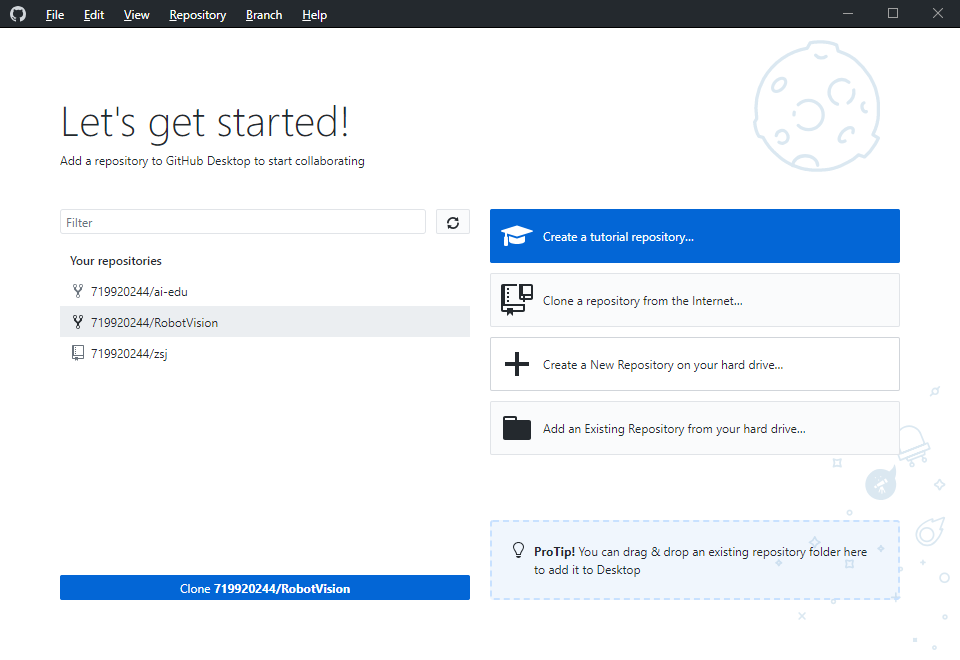 File Edit View Repository Branch Help
Let's get started!
Add a repository to GitHub Desktop to start collaborating
Filter
Your repositories
719920244/ai-edu
719920244/RobotVision
719920244/zsj
Clone 719920244/RobotVision
Create a tutorial repository...
Clone a repository from the Internet...
Create a New Repository on your hard drive...
Add an Existing Repository from your hard drive...
ProTip! You can drag & drop an existing repository folder here
to add it to Desktop